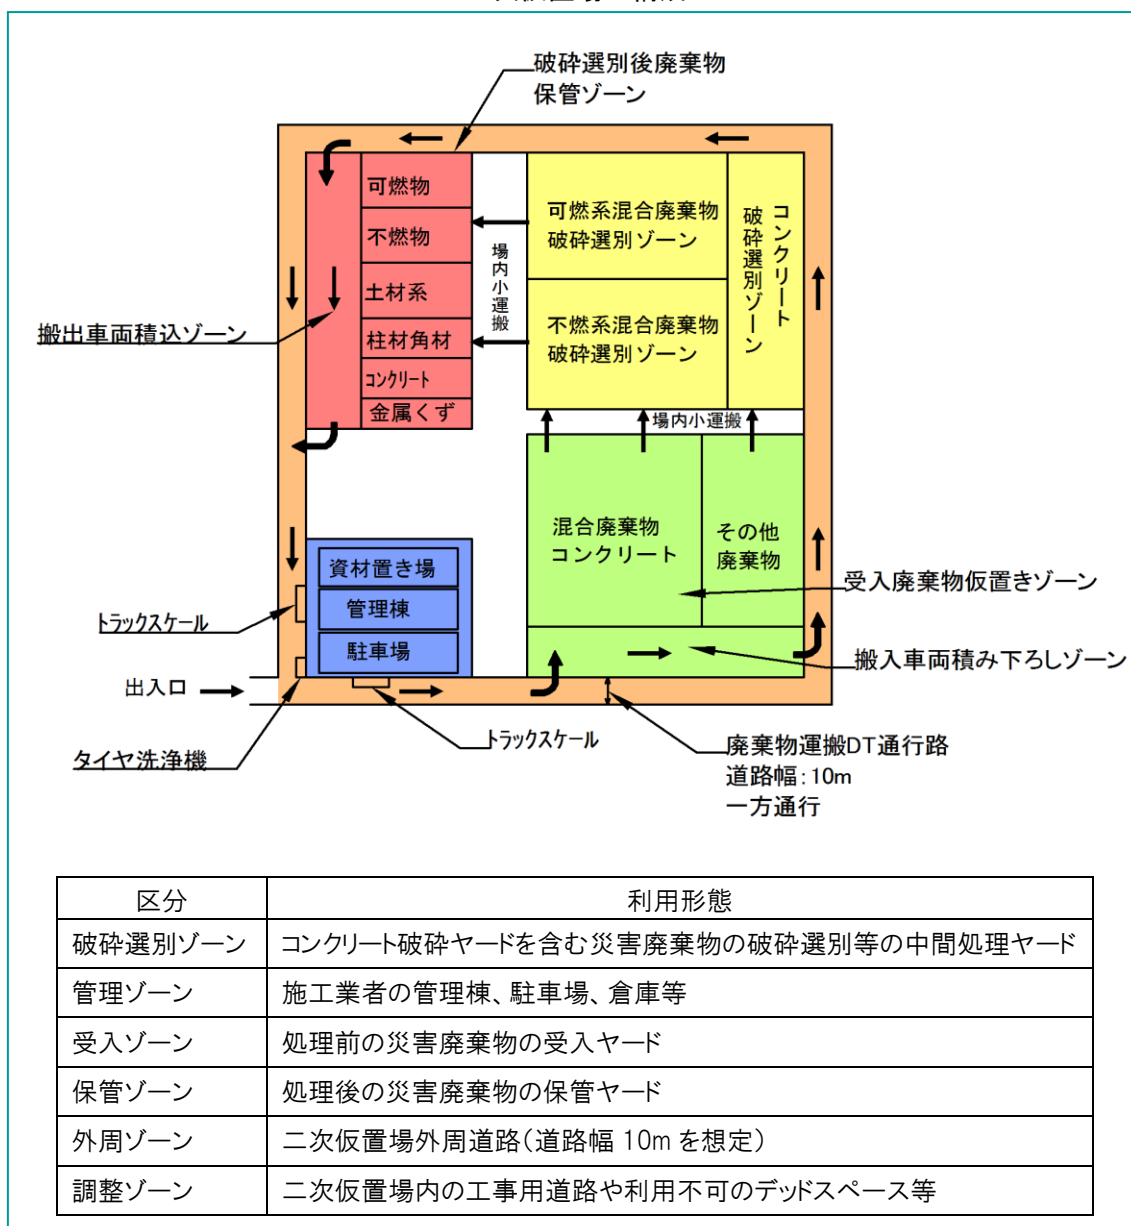 破砕選別後廃棄物
保管ゾーン
可燃物
不燃物
土材系
柱材角材
コンクリート
金属くず
場内小運搬
可燃系混合廃棄物
破砕選別ゾーン
不燃系混合廃棄物
破砕選別ゾーン
コンクリート
破砕選別ゾーン
搬出車両積込ゾーン
場内小運搬
混合廃棄物
コンクリート
その他
廃棄物
受入廃棄物仮置きゾーン
搬入車両積み下ろしゾーン
資材置き場
管理棟
駐車場
トラックスケール
出入口
タイヤ洗浄機
トラックスケール
廃棄物運搬DT通行路
道路幅：10m
一方通行
区分 利用形態
破砕選別ゾーン コンクリート破砕ヤードを含む災害廃棄物の破砕選別等の中間処理ヤード
管理ゾーン 施工業者の管理棟、駐車場、倉庫等
受入ゾーン 処理前の災害廃棄物の受入ヤード
保管ゾーン 処理後の災害廃棄物の保管ヤード
外周ゾーン 二次仮置場外周道路（道路幅 10m を想定）
調整ゾーン 二次仮置場内の工事用道路や利用不可のデッドスペース等